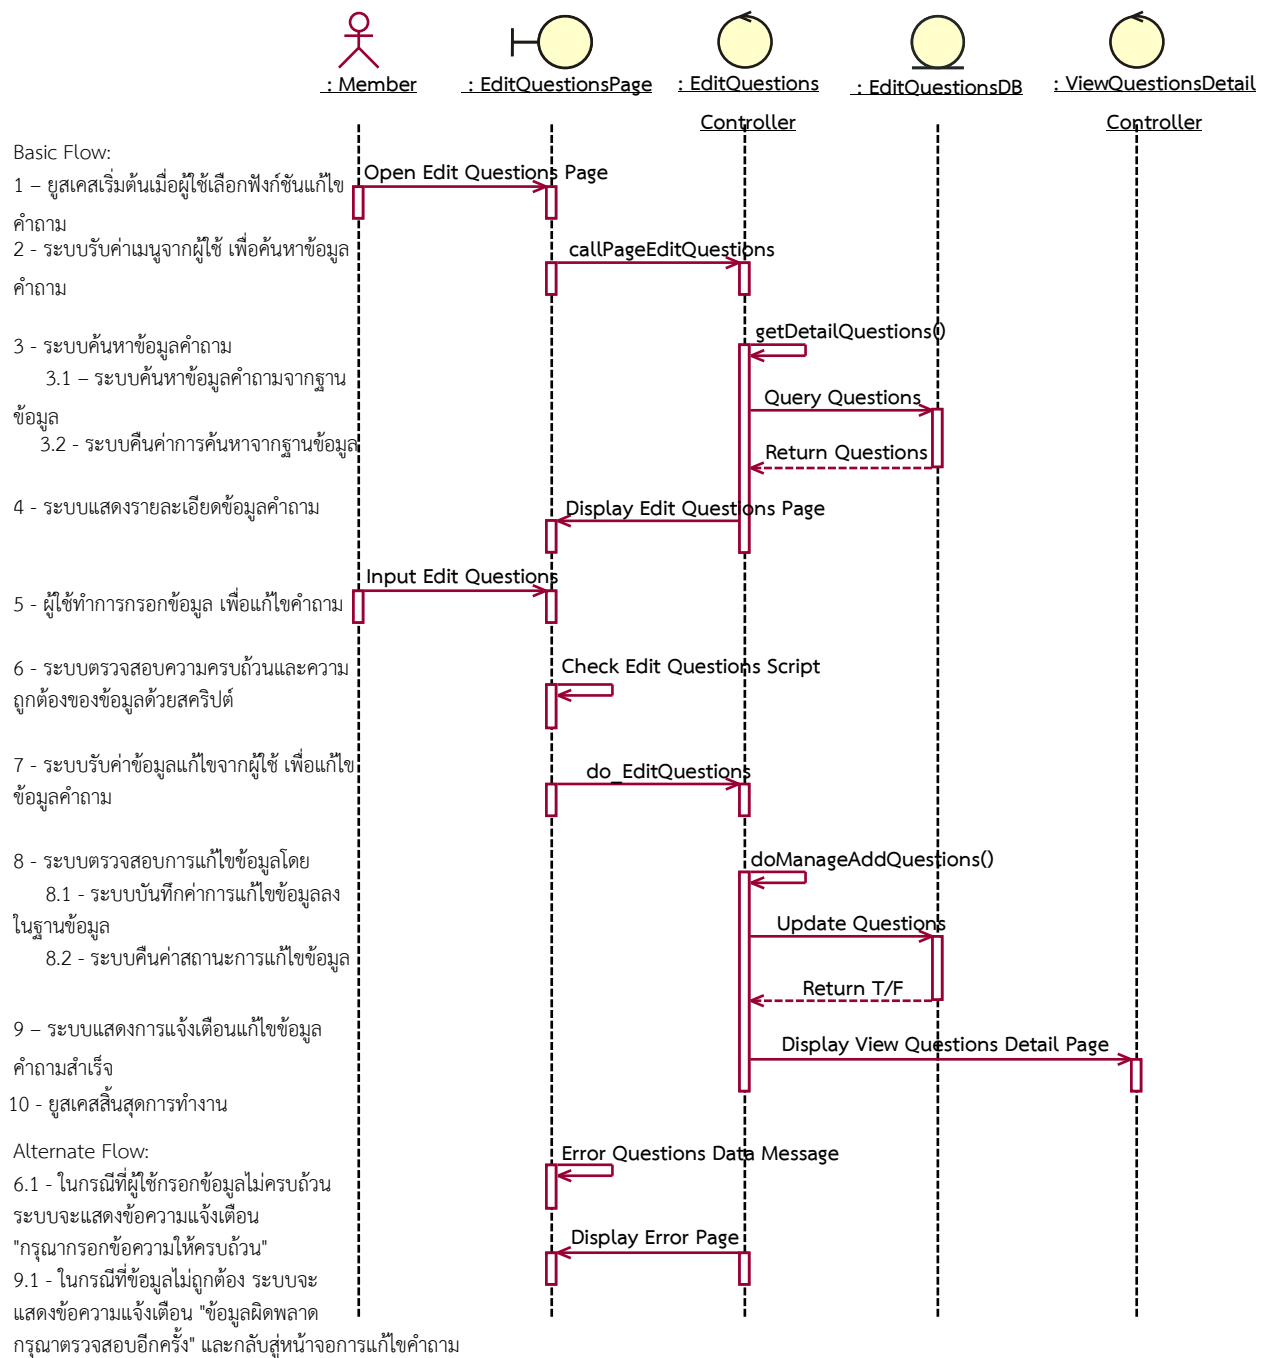 : Member
: EditQuestionsPage
: EditQuestions
Controller
: EditQuestionsDB
: ViewQuestionsDetail
Controller
Basic Flow:
1 – ยูสเคสเริ่มต้นเมื่อผู้ใช้เลือกฟังก์ชันแก้ไข
คำถาม
Open Edit Questions Page
2 - ระบบรับค่าเมนูจากผู้ใช้ เพื่อค้นหาข้อมูล
คำถาม
callPageEditQuestions
3 - ระบบค้นหาข้อมูลคำถาม
getDetailQuestions()
3.1 – ระบบค้นหาข้อมูลคำถามจากฐาน
ข้อมูล
Query Questions
3.2 - ระบบคืนค่าการค้นหาจากฐานข้อมูล
Return Questions
4 - ระบบแสดงรายละเอียดข้อมูลคำถาม
Display Edit Questions Page
Input Edit Questions
5 - ผู้ใช้ทำการกรอกข้อมูล เพื่อแก้ไขคำถาม
6 - ระบบตรวจสอบความครบถ้วนและความ
ถูกต้องของข้อมูลด้วยสคริปต์
Check Edit Questions Script
7 - ระบบรับค่าข้อมูลแก้ไขจากผู้ใช้ เพื่อแก้ไข
ข้อมูลคำถาม
do_EditQuestions
8 - ระบบตรวจสอบการแก้ไขข้อมูลโดย
doManageAddQuestions()
8.1 - ระบบบันทึกค่าการแก้ไขข้อมูลลง
ในฐานข้อมูล
Update Questions
8.2 - ระบบคืนค่าสถานะการแก้ไขข้อมูล
Return T/F
9 – ระบบแสดงการแจ้งเตือนแก้ไขข้อมูล
คำถามสำเร็จ
Display View Questions Detail Page
10 - ยูสเคสสิ้นสุดการทำงาน
Alternate Flow:
Error Questions Data Message
6.1 - ในกรณีที่ผู้ใช้กรอกข้อมูลไม่ครบถ้วน
ระบบจะแสดงข้อความแจ้งเตือน
"กรุณากรอกข้อความให้ครบถ้วน"
Display Error Page
9.1 - ในกรณีที่ข้อมูลไม่ถูกต้อง ระบบจะ
แสดงข้อความแจ้งเตือน "ข้อมูลผิดพลาด
กรุณาตรวจสอบอีกครั้ง" และกลับสู่หน้าจอการแก้ไขคำถาม